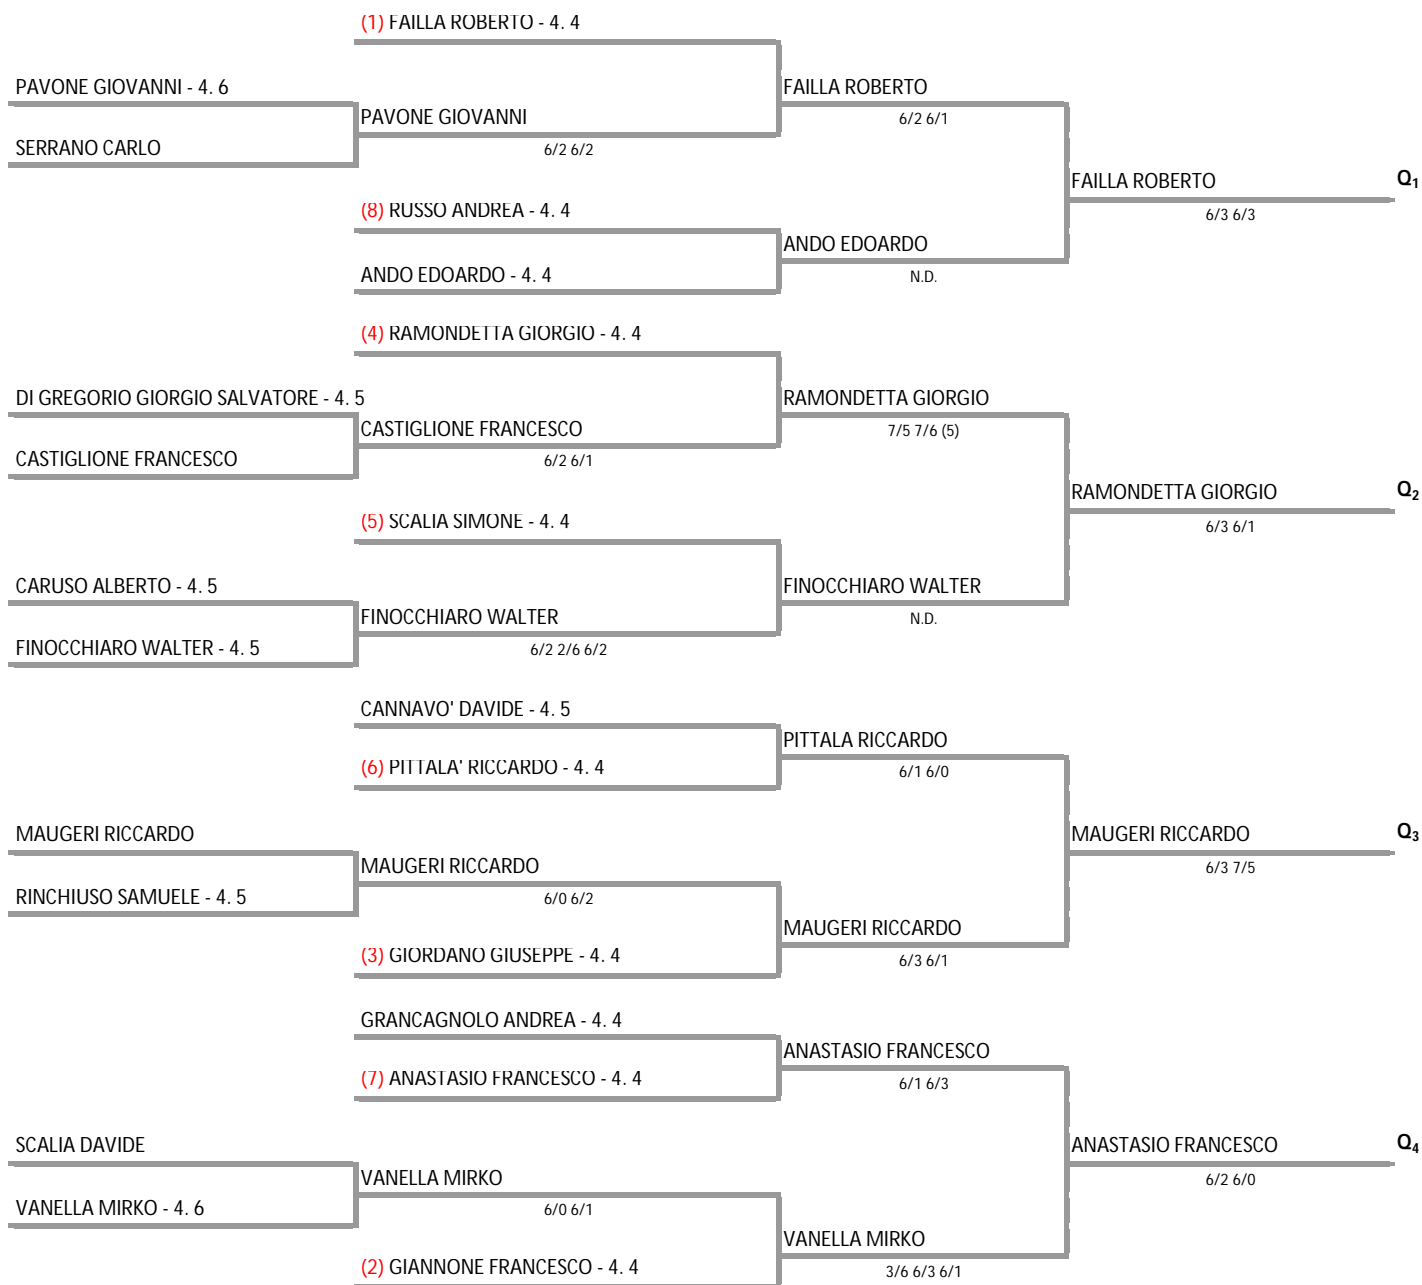 (1) FAILLA ROBERTO - 4. 4
PAVONE GIOVANNI - 4. 6
FAILLA ROBERTO
PAVONE GIOVANNI
6/2 6/1
SERRANO CARLO
6/2 6/2
FAILLA ROBERTO
Q1
(8) RUSSO ANDREA - 4. 4
6/3 6/3
ANDO EDOARDO
ANDO EDOARDO - 4. 4
N.D.
(4) RAMONDETTA GIORGIO - 4. 4
DI GREGORIO GIORGIO SALVATORE - 4. 5
RAMONDETTA GIORGIO
CASTIGLIONE FRANCESCO
7/5 7/6 (5)
CASTIGLIONE FRANCESCO
6/2 6/1
RAMONDETTA GIORGIO
Q2
(5) SCALIA SIMONE - 4. 4
6/3 6/1
CARUSO ALBERTO - 4. 5
FINOCCHIARO WALTER
FINOCCHIARO WALTER
N.D.
FINOCCHIARO WALTER - 4. 5
6/2 2/6 6/2
CANNAVO' DAVIDE - 4. 5
PITTALA RICCARDO
(6) PITTALA' RICCARDO - 4. 4
6/1 6/0
MAUGERI RICCARDO
MAUGERI RICCARDO
Q3
MAUGERI RICCARDO
6/3 7/5
RINCHIUSO SAMUELE - 4. 5
6/0 6/2
MAUGERI RICCARDO
(3) GIORDANO GIUSEPPE - 4. 4
6/3 6/1
GRANCAGNOLO ANDREA - 4. 4
ANASTASIO FRANCESCO
(7) ANASTASIO FRANCESCO - 4. 4
6/1 6/3
SCALIA DAVIDE
ANASTASIO FRANCESCO
Q4
VANELLA MIRKO
6/2 6/0
VANELLA MIRKO - 4. 6
6/0 6/1
VANELLA MIRKO
(2) GIANNONE FRANCESCO - 4. 4
3/6 6/3 6/1